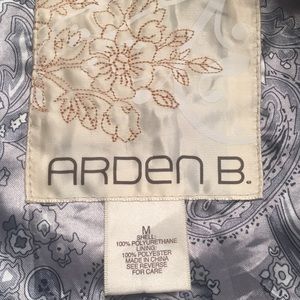 ARDEN B.
M
SHELL:
100% POLYURETHANE
LINING:
100% POLYESTER
MADE IN CHINA
SEE REVERSE
FOR CARE